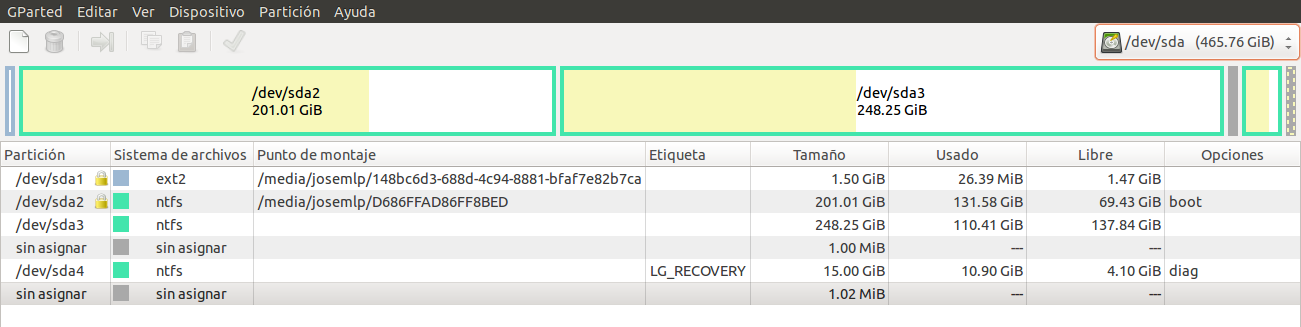 GParted Editar Ver Dispositivo Partición Ayuda
/dev/sda (465.76 GiB)
/dev/sda2 /dev/sda3
201.01 GiB 248.25 GiB
Partición Sistema de archivos Punto de montaje Etiqueta Tamaño Usado Libre Opciones
/dev/sda1 ext2 /media/josemlp/148bc6d3-688d-4c94-8881-bfaf7e82b7ca 1.50 GiB 26.39 MiB 1.47 GiB
/dev/sda2 ntfs /media/josemlp/D686FFAD86FF8BED 201.01 GiB 131.58 GiB 69.43 GiB boot
/dev/sda3 ntfs 248.25 GiB 110.41 GiB 137.84 GiB
sin asignar sin asignar 1.00 MiB --- ---
/dev/sda4 ntfs LG_RECOVERY 15.00 GiB 10.90 GiB 4.10 GiB diag
sin asignar sin asignar 1.02 MiB --- ---